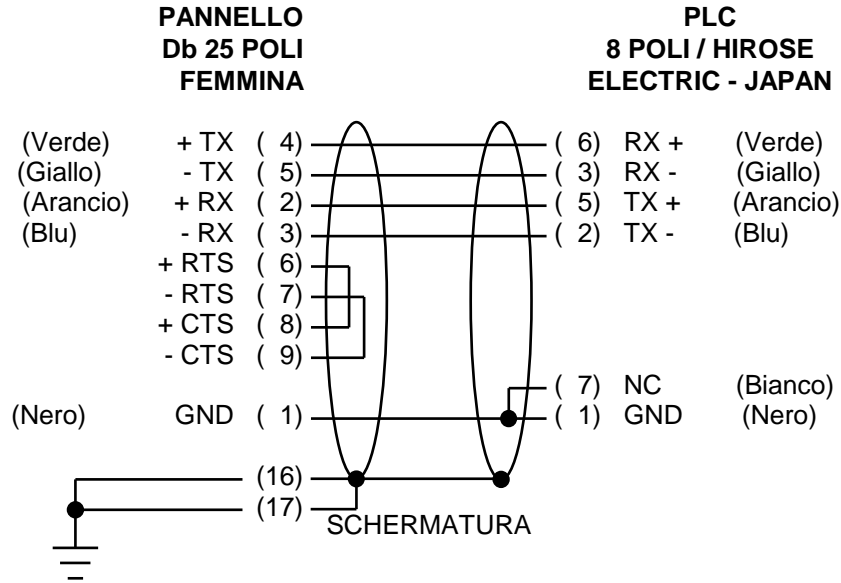 PANNELLO PLC
Db 25 POLI 8 POLI / HIROSE
FEMMINA ELECTRIC - JAPAN
(Verde) + TX ( 4) ( 6) RX + (Verde)
(Giallo) - TX ( 5) ( 3) RX - (Giallo)
(Arancio) + RX ( 2) ( 5) TX + (Arancio)
(Blu) - RX ( 3) ( 2) TX - (Blu)
+ RTS ( 6)
- RTS ( 7)
+ CTS ( 8)
- CTS ( 9)
( 7) NC (Bianco)
(Nero) GND ( 1) ( 1) GND (Nero)
(16)
(17)
SCHERMATURA